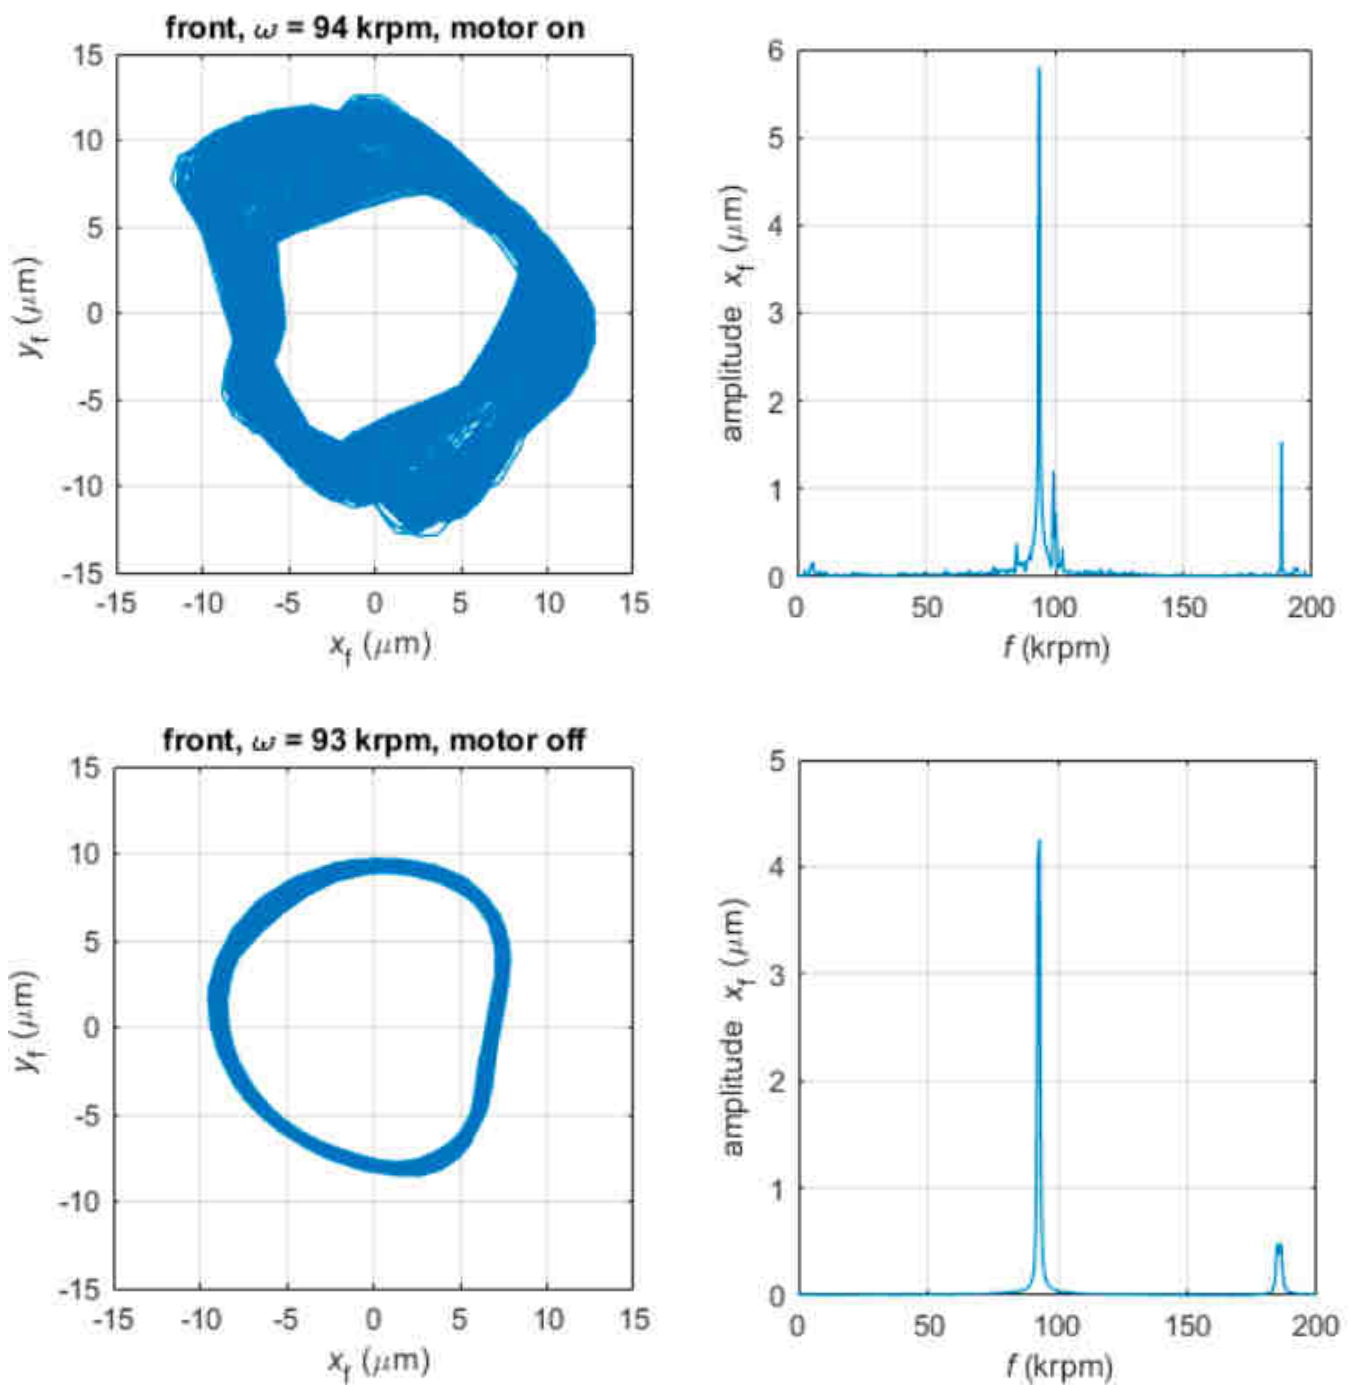 front, ω = 94 krpm, motor on
15
10
5
0
-5
-10
-15
y_f (μm)
-15 -10 -5 0 5 10 15
x_f (μm)
6
5
4
3
2
1
0
amplitude x_f (μm)
0 50 100 150 200
f (krpm)
front, ω = 93 krpm, motor off
15
10
5
0
-5
-10
-15
y_f (μm)
-15 -10 -5 0 5 10 15
x_f (μm)
5
4
3
2
1
0
amplitude x_f (μm)
0 50 100 150 200
f (krpm)